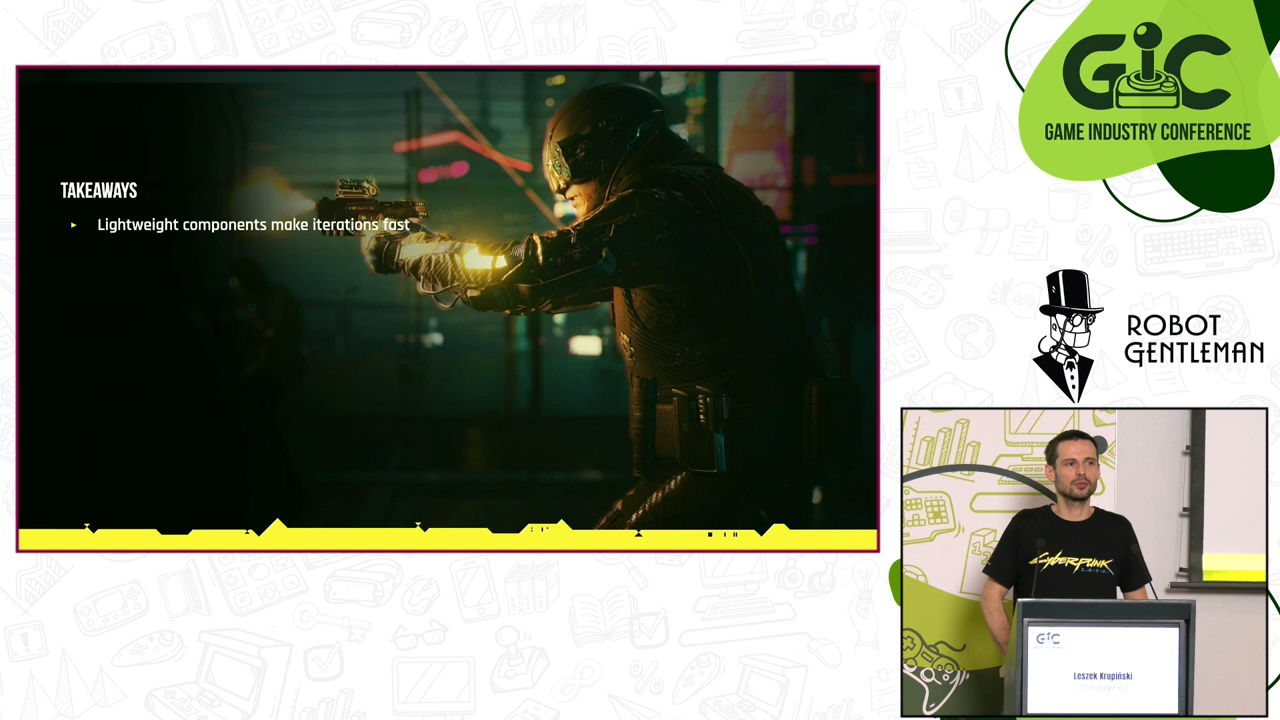 TAKEAWAYS
Lightweight components make iterations fast
GIC
GAME INDUSTRY CONFERENCE
ROBOT
GENTLEMAN
CYBERPUNK
GIC
Leszek Krupiński